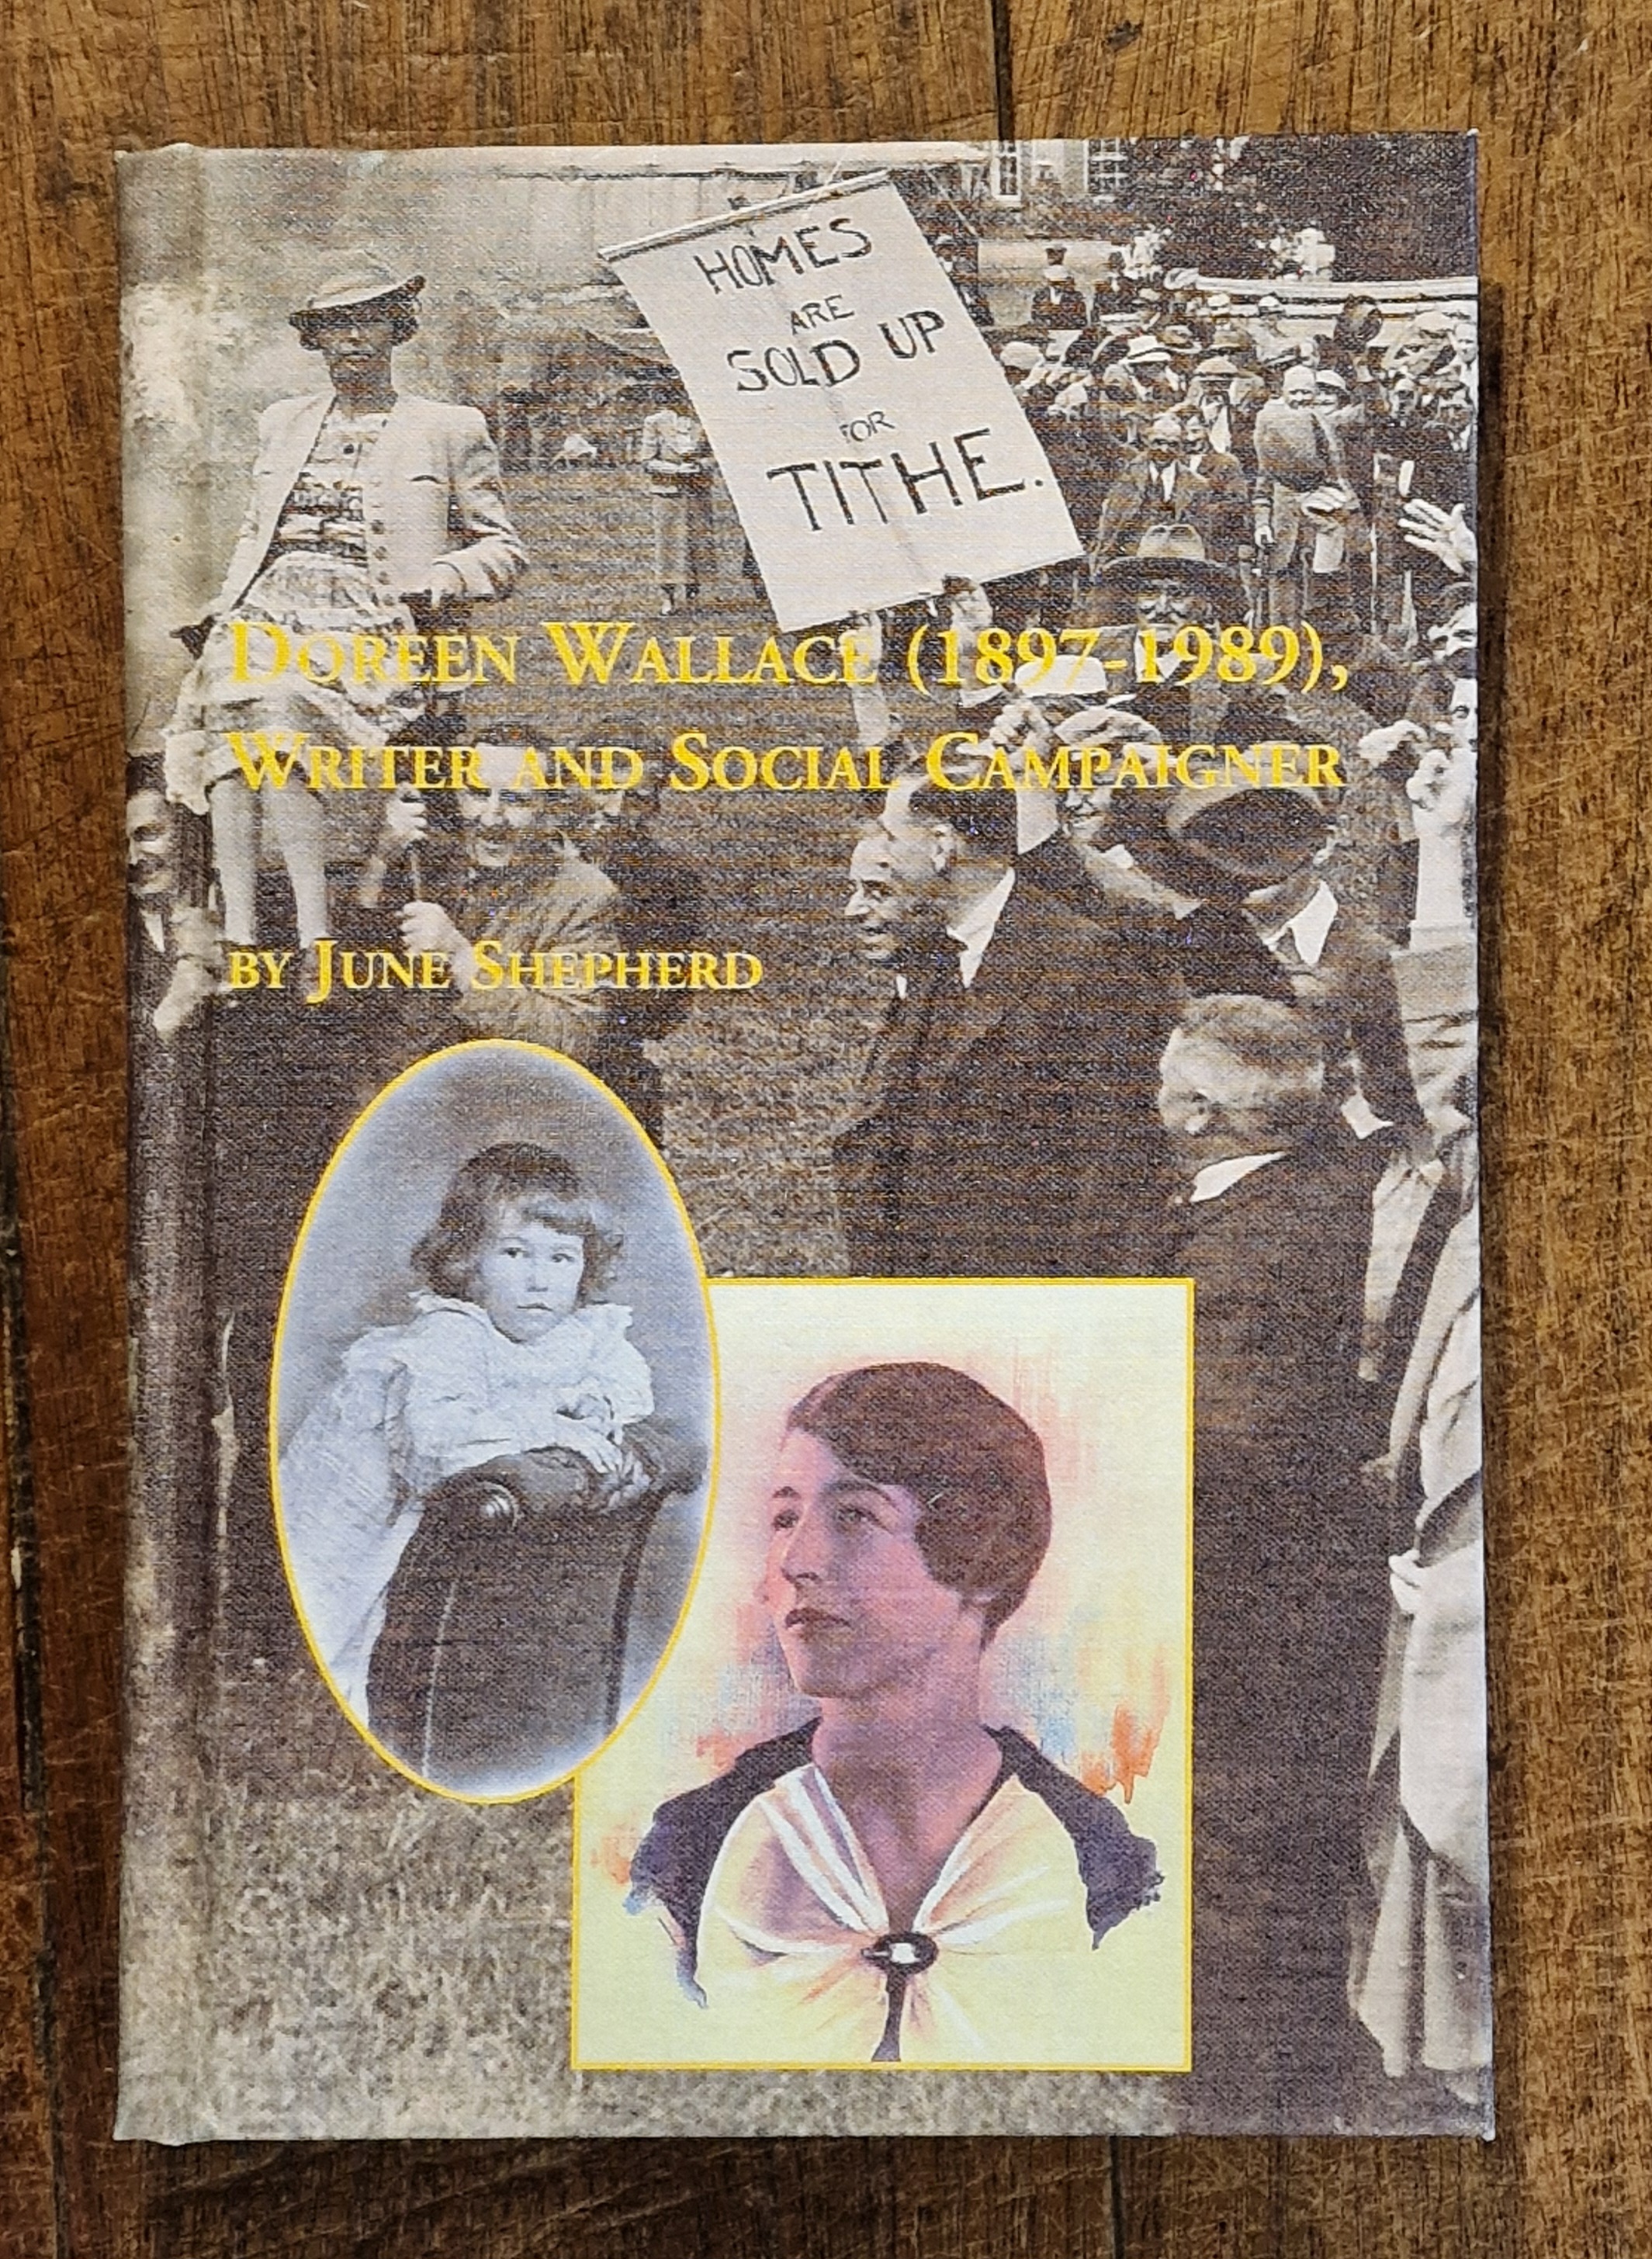 HOMES
ARE
SOLD UP
FOR
TITHE.
DOREEN WALLACE (1897-1989),
WRITER AND SOCIAL CAMPAIGNER
BY JUNE SHEPHERD